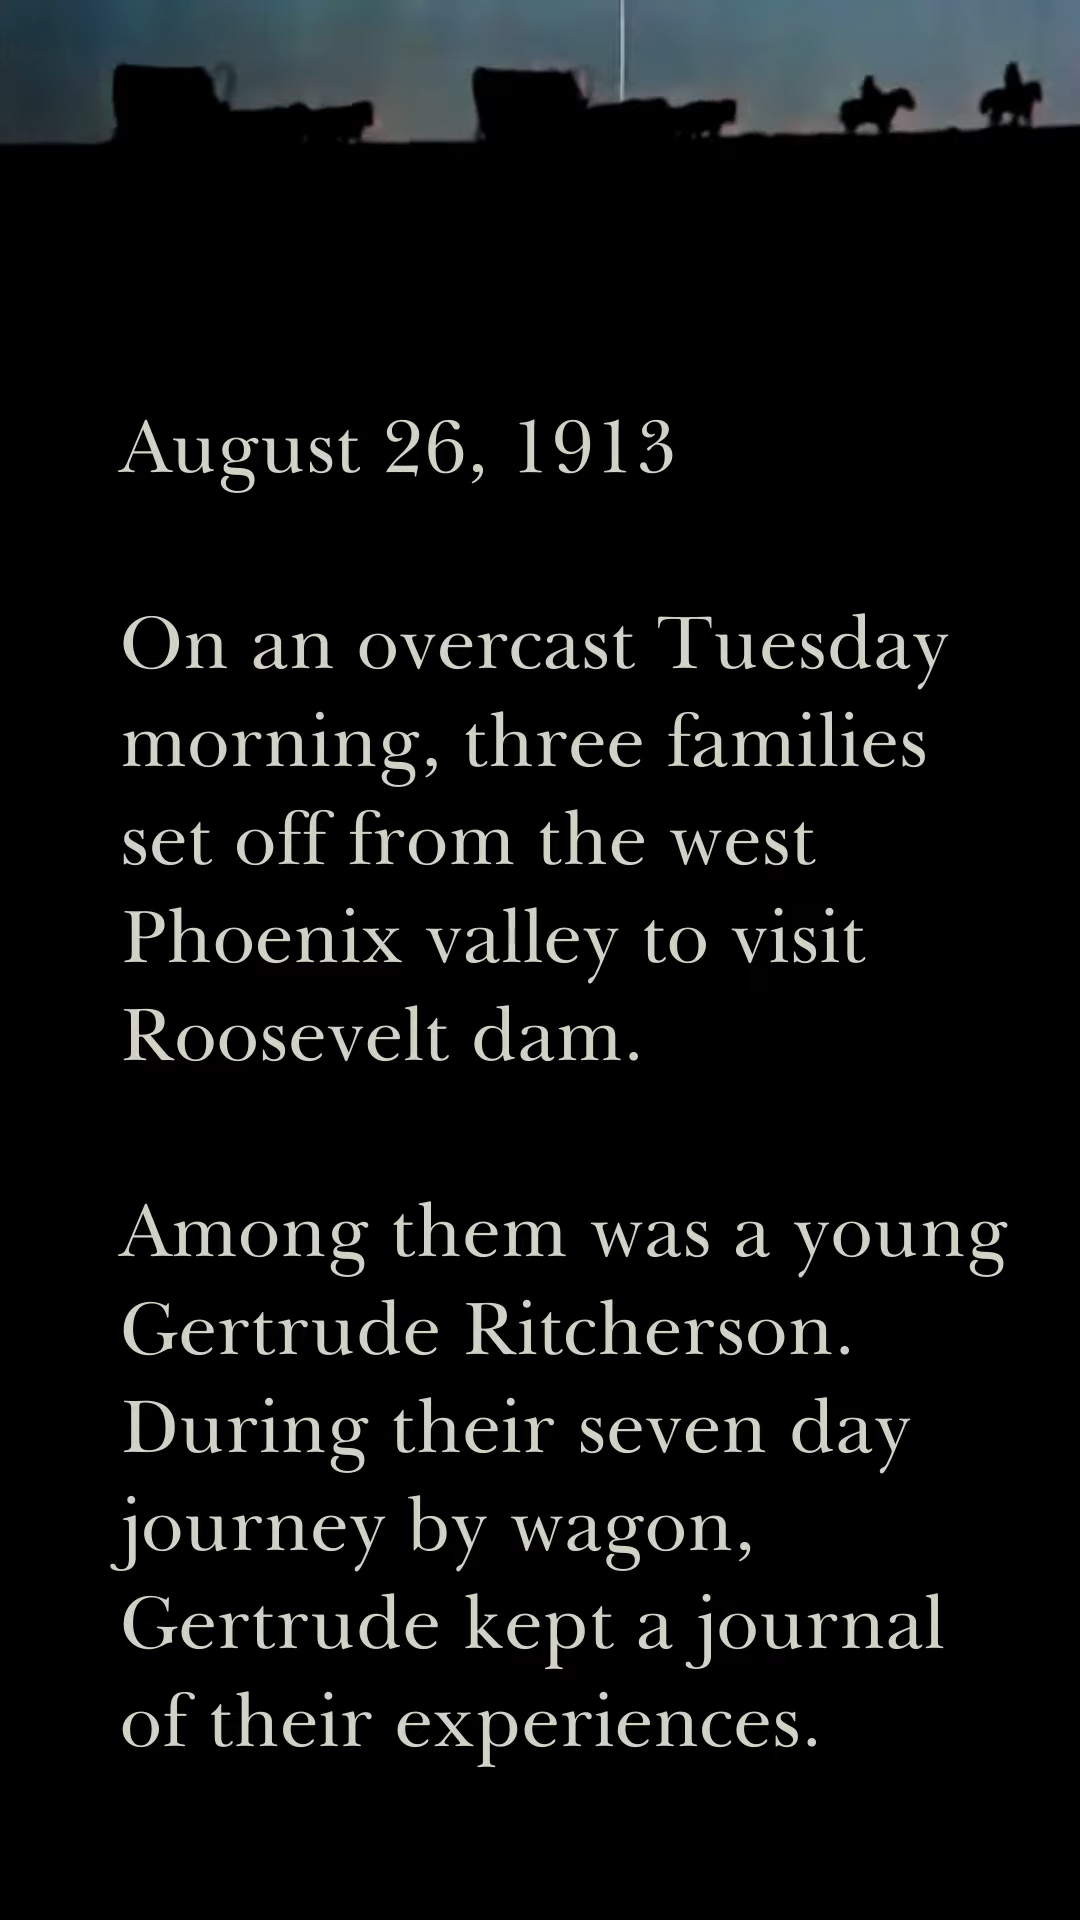 August 26, 1913
On an overcast Tuesday
morning, three families
set off from the west
Phoenix valley to visit
Roosevelt dam.
Among them was a young
Gertrude Ritcherson.
During their seven day
journey by wagon,
Gertrude kept a journal
of their experiences.